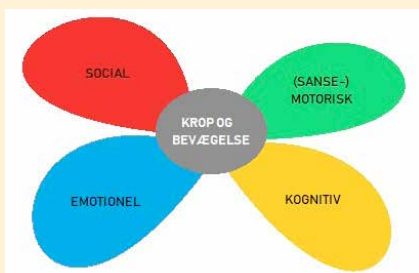 SOCIAL
(SANSE-)
MOTORISK
KROP OG
BEVÆGELSE
EMOTIONEL
KOGNITIV